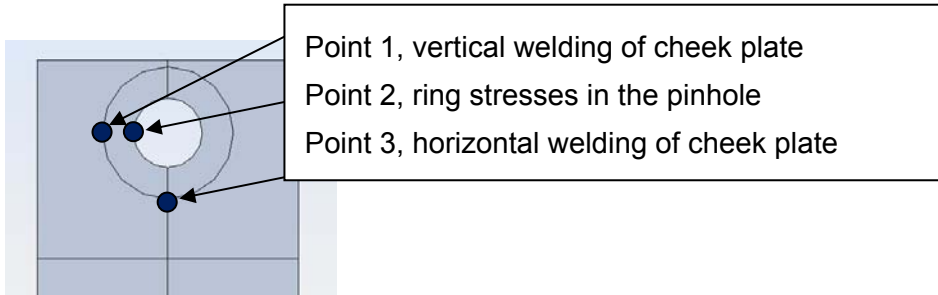 Point 1, vertical welding of cheek plate
Point 2, ring stresses in the pinhole
Point 3, horizontal welding of cheek plate